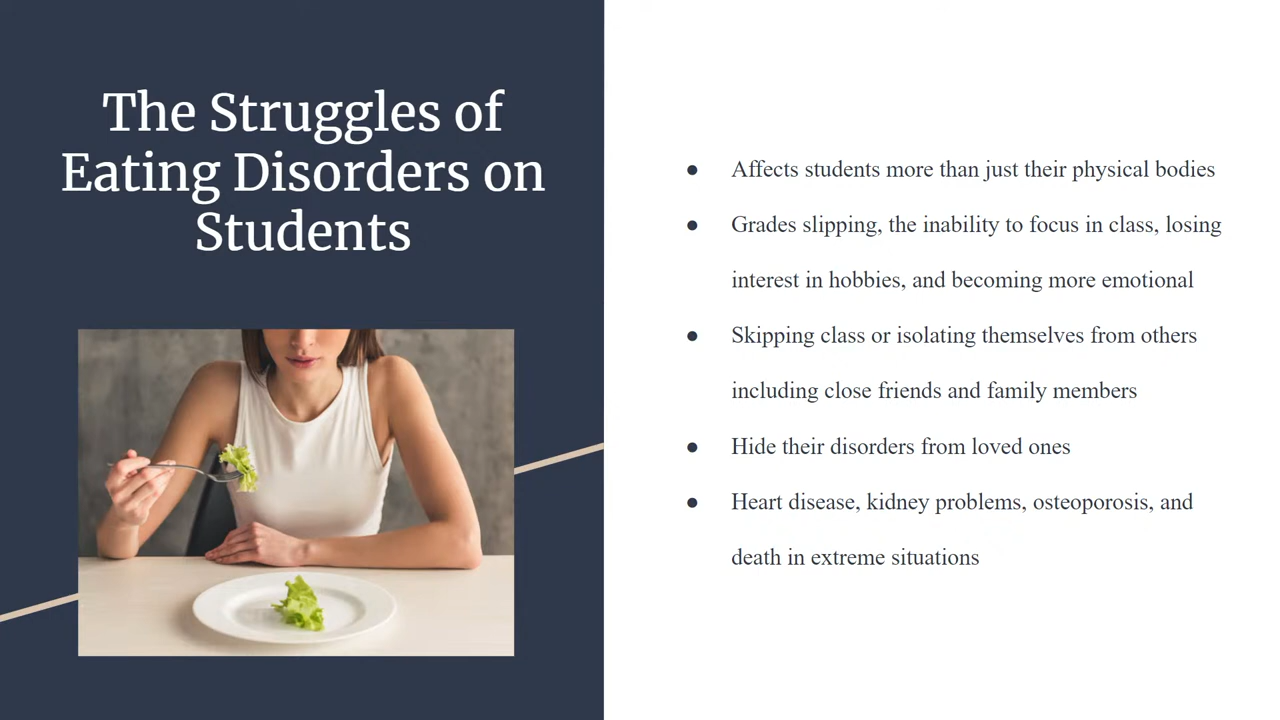 The Struggles of
Eating Disorders on
Students
● Affects students more than just their physical bodies
● Grades slipping, the inability to focus in class, losing
interest in hobbies, and becoming more emotional
● Skipping class or isolating themselves from others
including close friends and family members
● Hide their disorders from loved ones
● Heart disease, kidney problems, osteoporosis, and
death in extreme situations